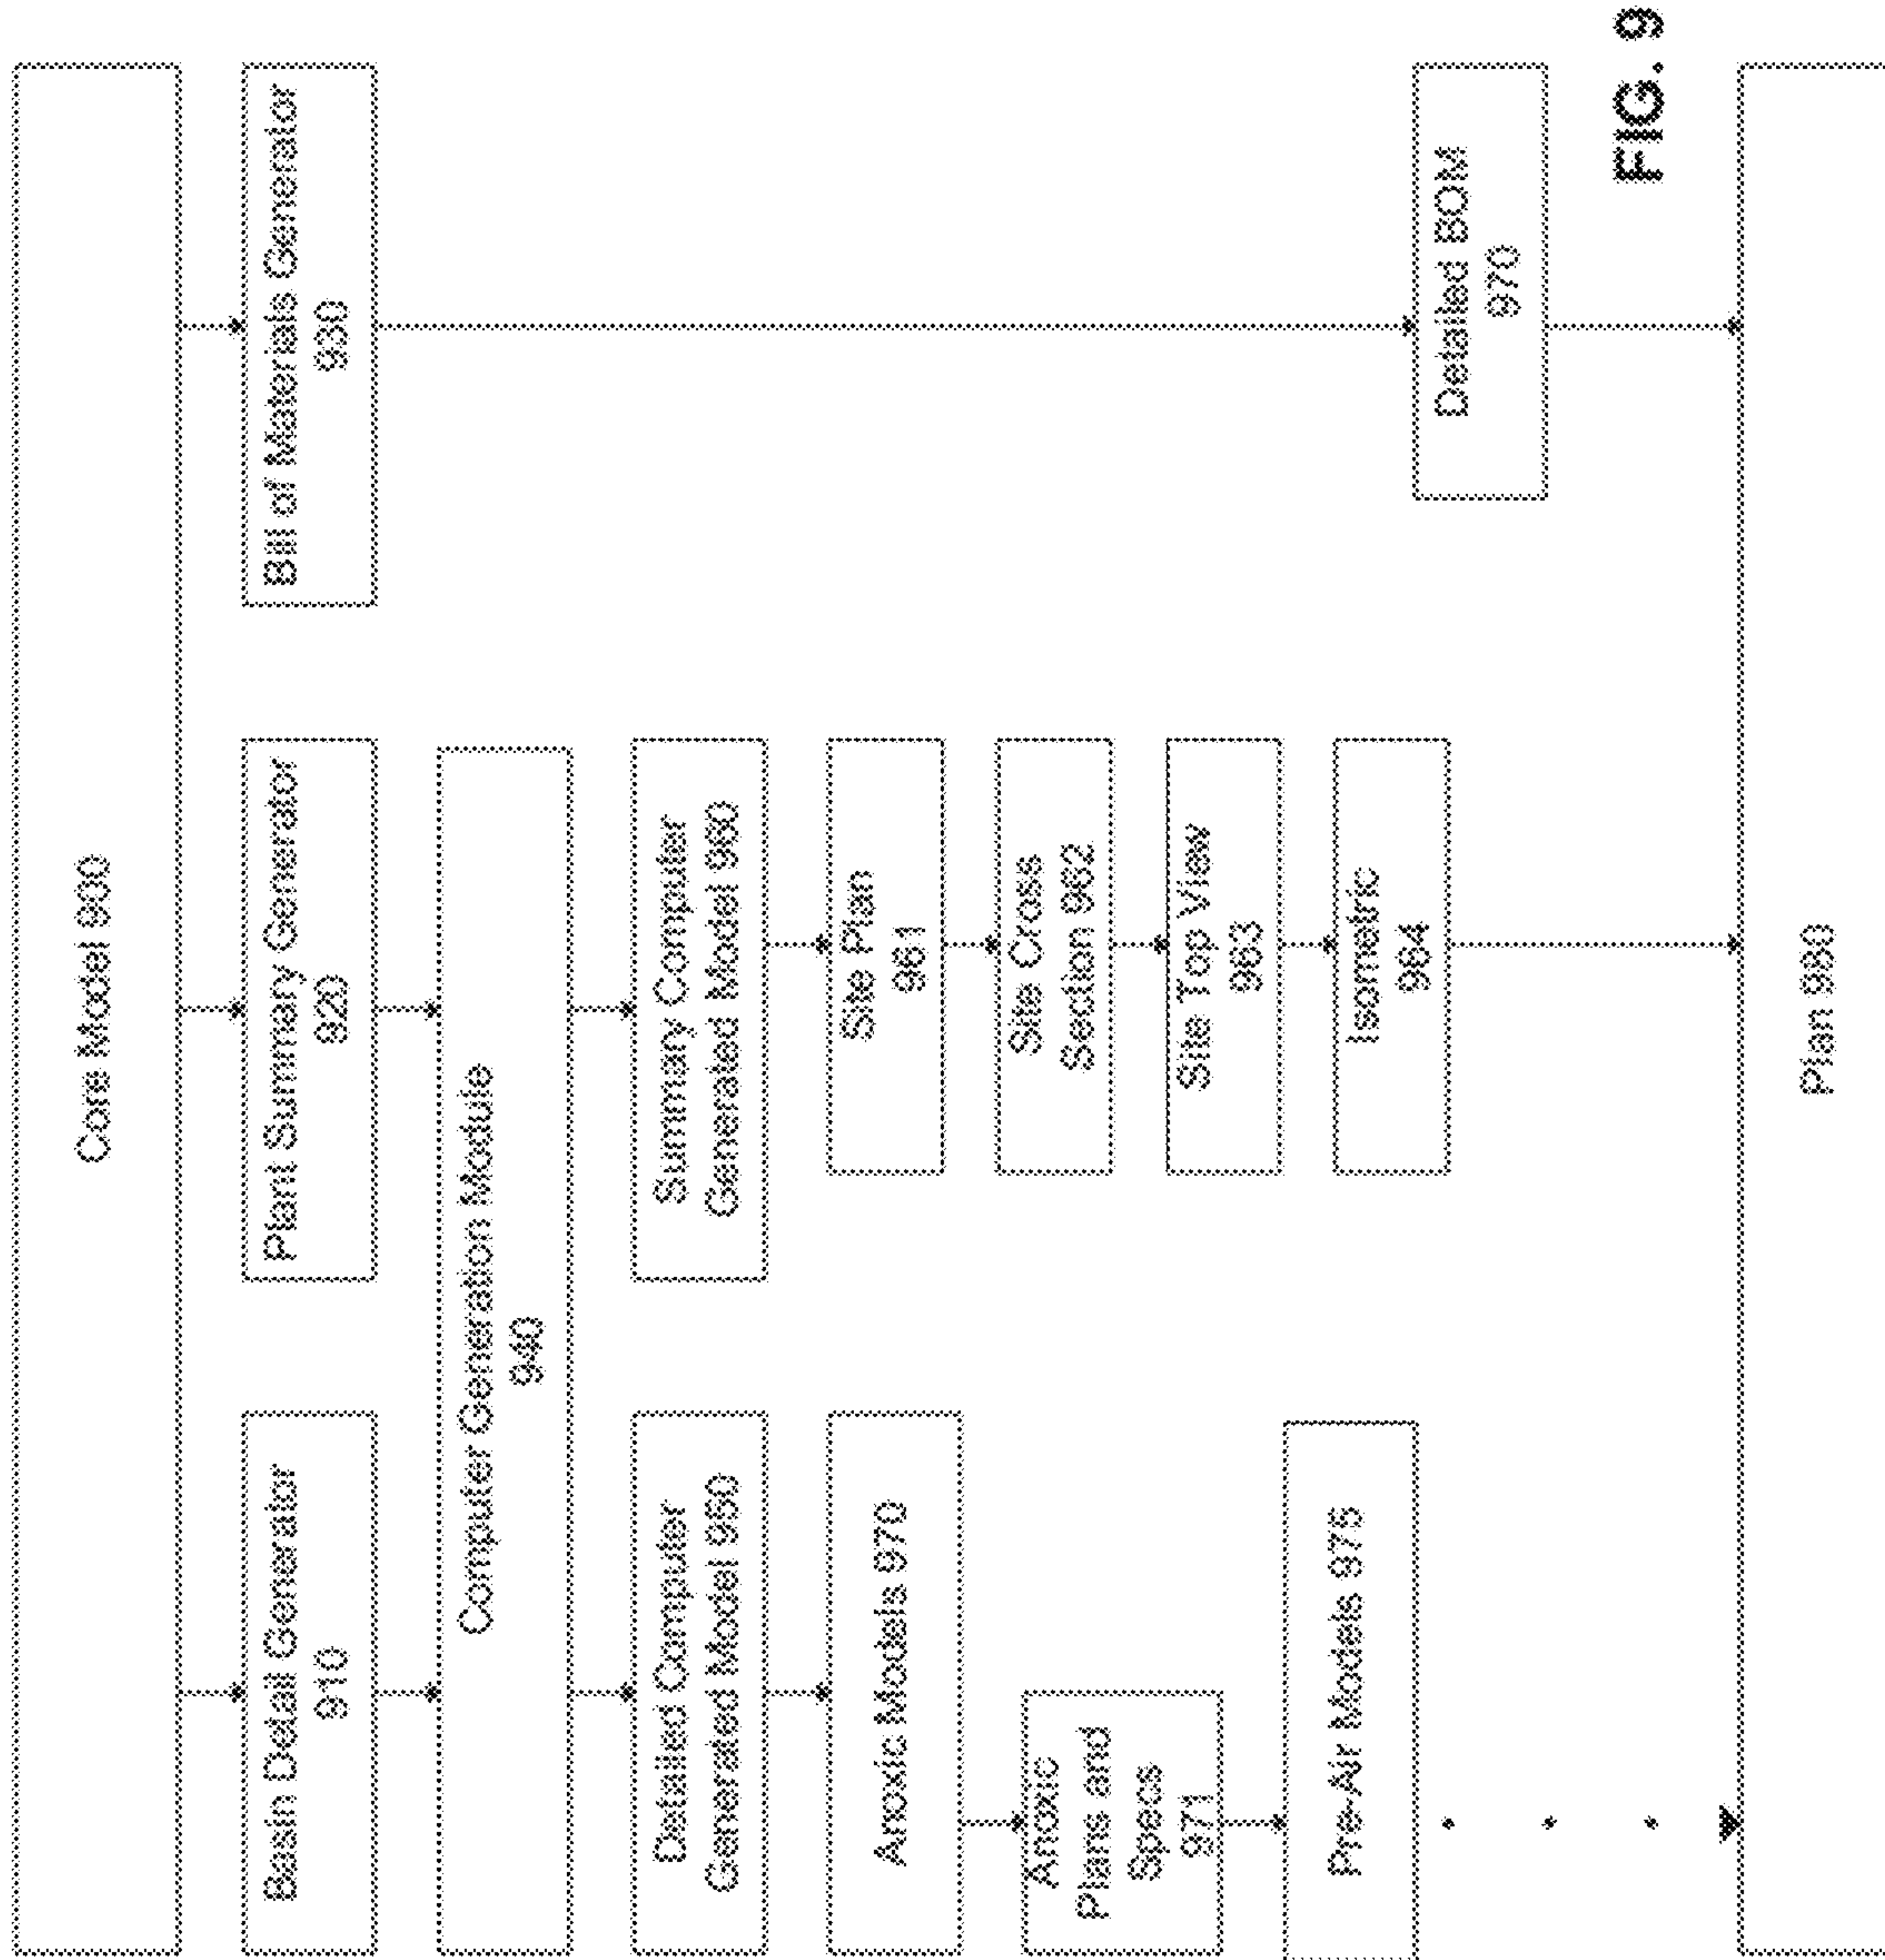 Core Model 900
Basin Detail Generator
910
Plant Summary Generator
920
Bill of Materials Generator
930
Computer Generation Module
940
Detailed Computer
Generated Model 950
Summary Computer
Generated Model 960
Anoxic Models 970
Site Plan
961
Anoxic
Plans and
Specs
971
Site Cross
Section 962
Site Top View
963
Pre-Air Models 975
Isometric
964
Detailed BOM
970
Plan 980
FIG. 9